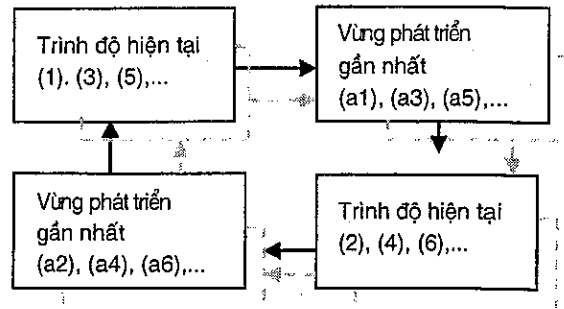 Trình độ hiện tại
(1). (3), (5),...
Vùng phát triển
gần nhất
(a1), (a3), (a5),...
Vùng phát triển
gần nhất
(a2), (a4), (a6),...
Trình độ hiện tại
(2), (4), (6),...